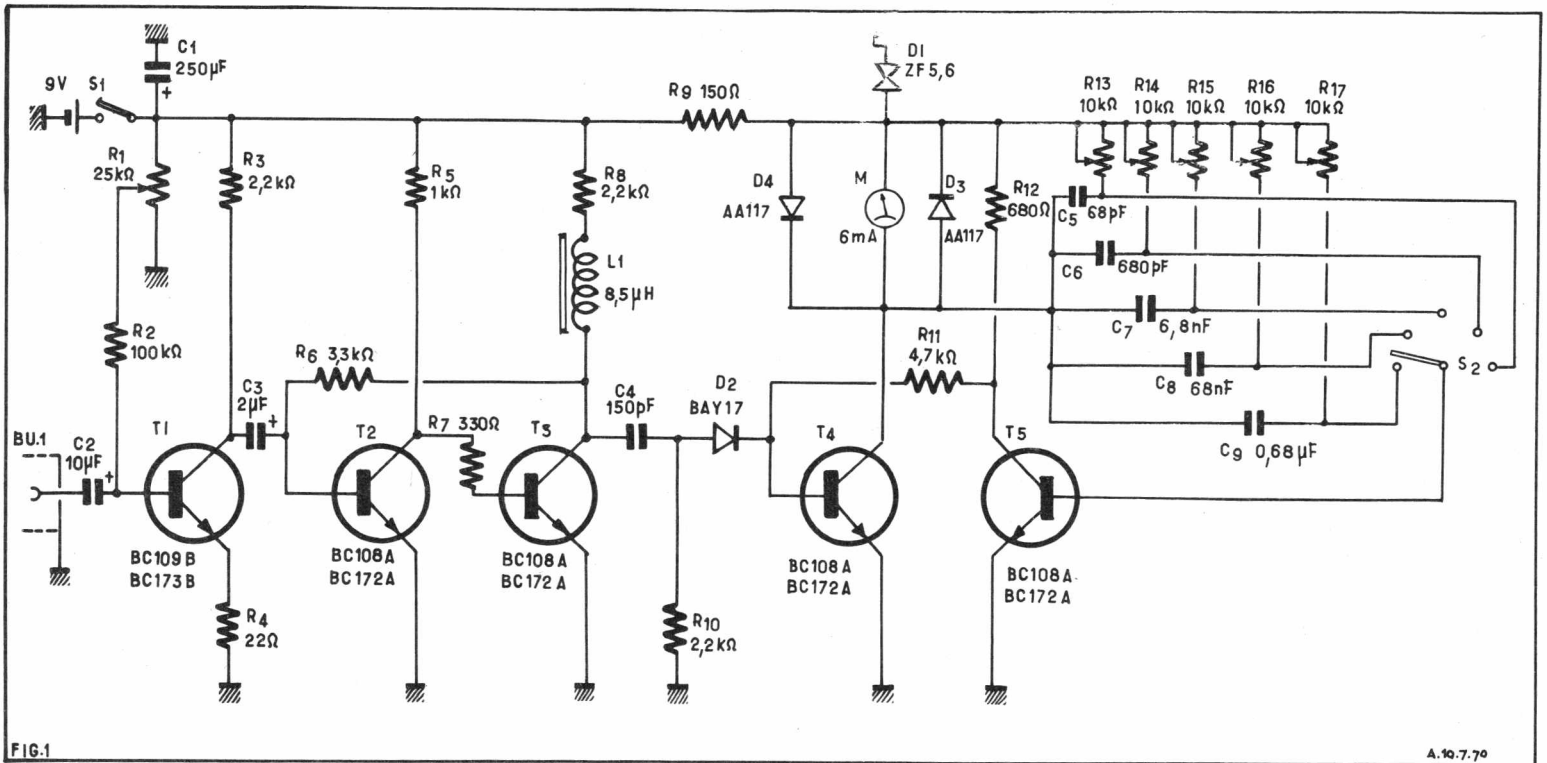 C1
250µF
9V
S1
+
R1
25kΩ
R3
2,2kΩ
R5
1kΩ
R8
2,2kΩ
R9 150Ω
D1
ZF5,6
R13
10kΩ
R14
10kΩ
R15
10kΩ
R16
10kΩ
R17
10kΩ
D4
AA117
M
6mA
D3
AA117
R12
680Ω
C5
68pF
C6
680pF
C7
6,8nF
C8
68nF
C9
0,68µF
S2
L1
8,5µH
R2
100kΩ
R6 3,3kΩ
R11
4,7kΩ
C3
2µF
+
R7 330Ω
C4
150pF
D2
BAY17
BU.1
C2
10µF
+
T1
T2
T3
T4
T5
BC109B
BC173B
BC108A
BC172A
BC108A
BC172A
BC108A
BC172A
BC108A
BC172A
R4
22Ω
R10
2,2kΩ
FIG.1
A.10.7.70